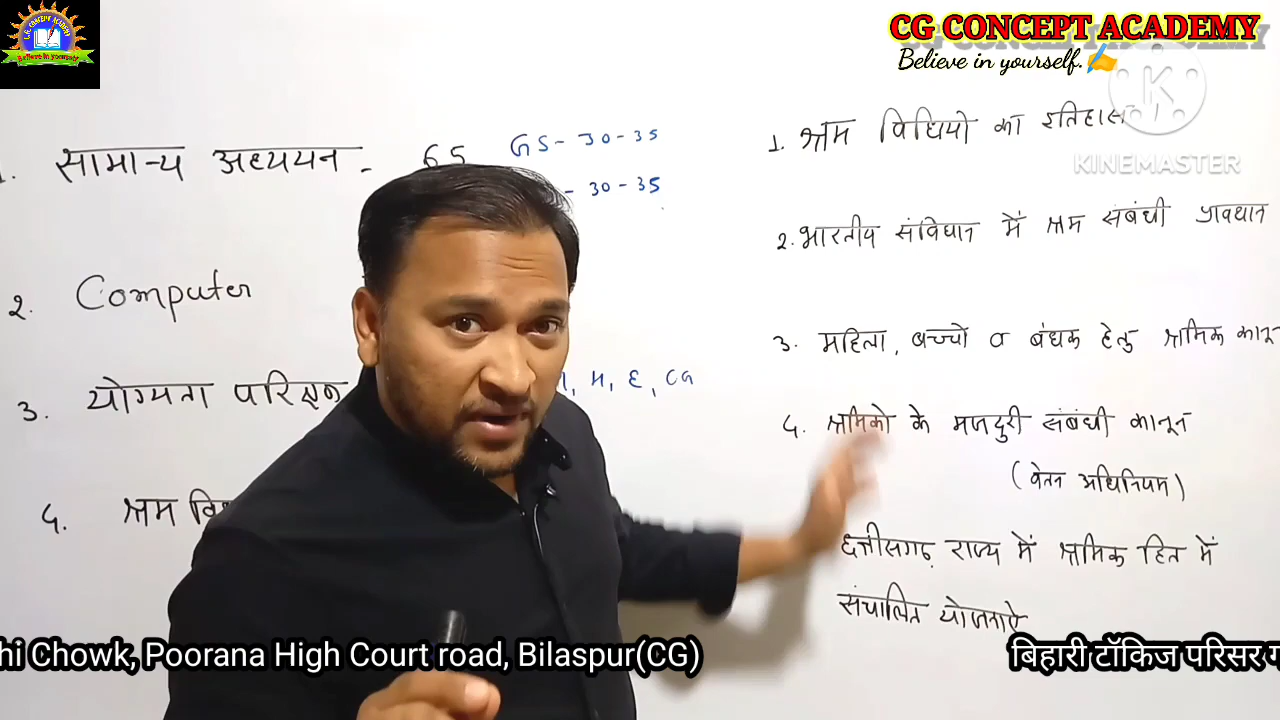 CG CONCEPT ACADEMY
Believe in yourself.
KINEMASTER
1. सामान्य अध्ययन - 65
GS - 30-35
- 30-35
2. Computer
3. योग्यता परिक्षण
M, E, CG
4. श्रम
1. श्रम विधियो का इतिहास
2. भारतीय संविधान में श्रम संबंधी प्रावधान
3. महिला, बच्चो व बंधक हेतु श्रमिक
4. श्रमिको के मजदुरी संबंधी कानून
(वेतन अधिनियम)
छत्तीसगढ़ राज्य में श्रमिक हित में
संचालित योजनाऐ
hi Chowk, Poorana High Court road, Bilaspur(CG)
बिहारी टॉकिज परिसर